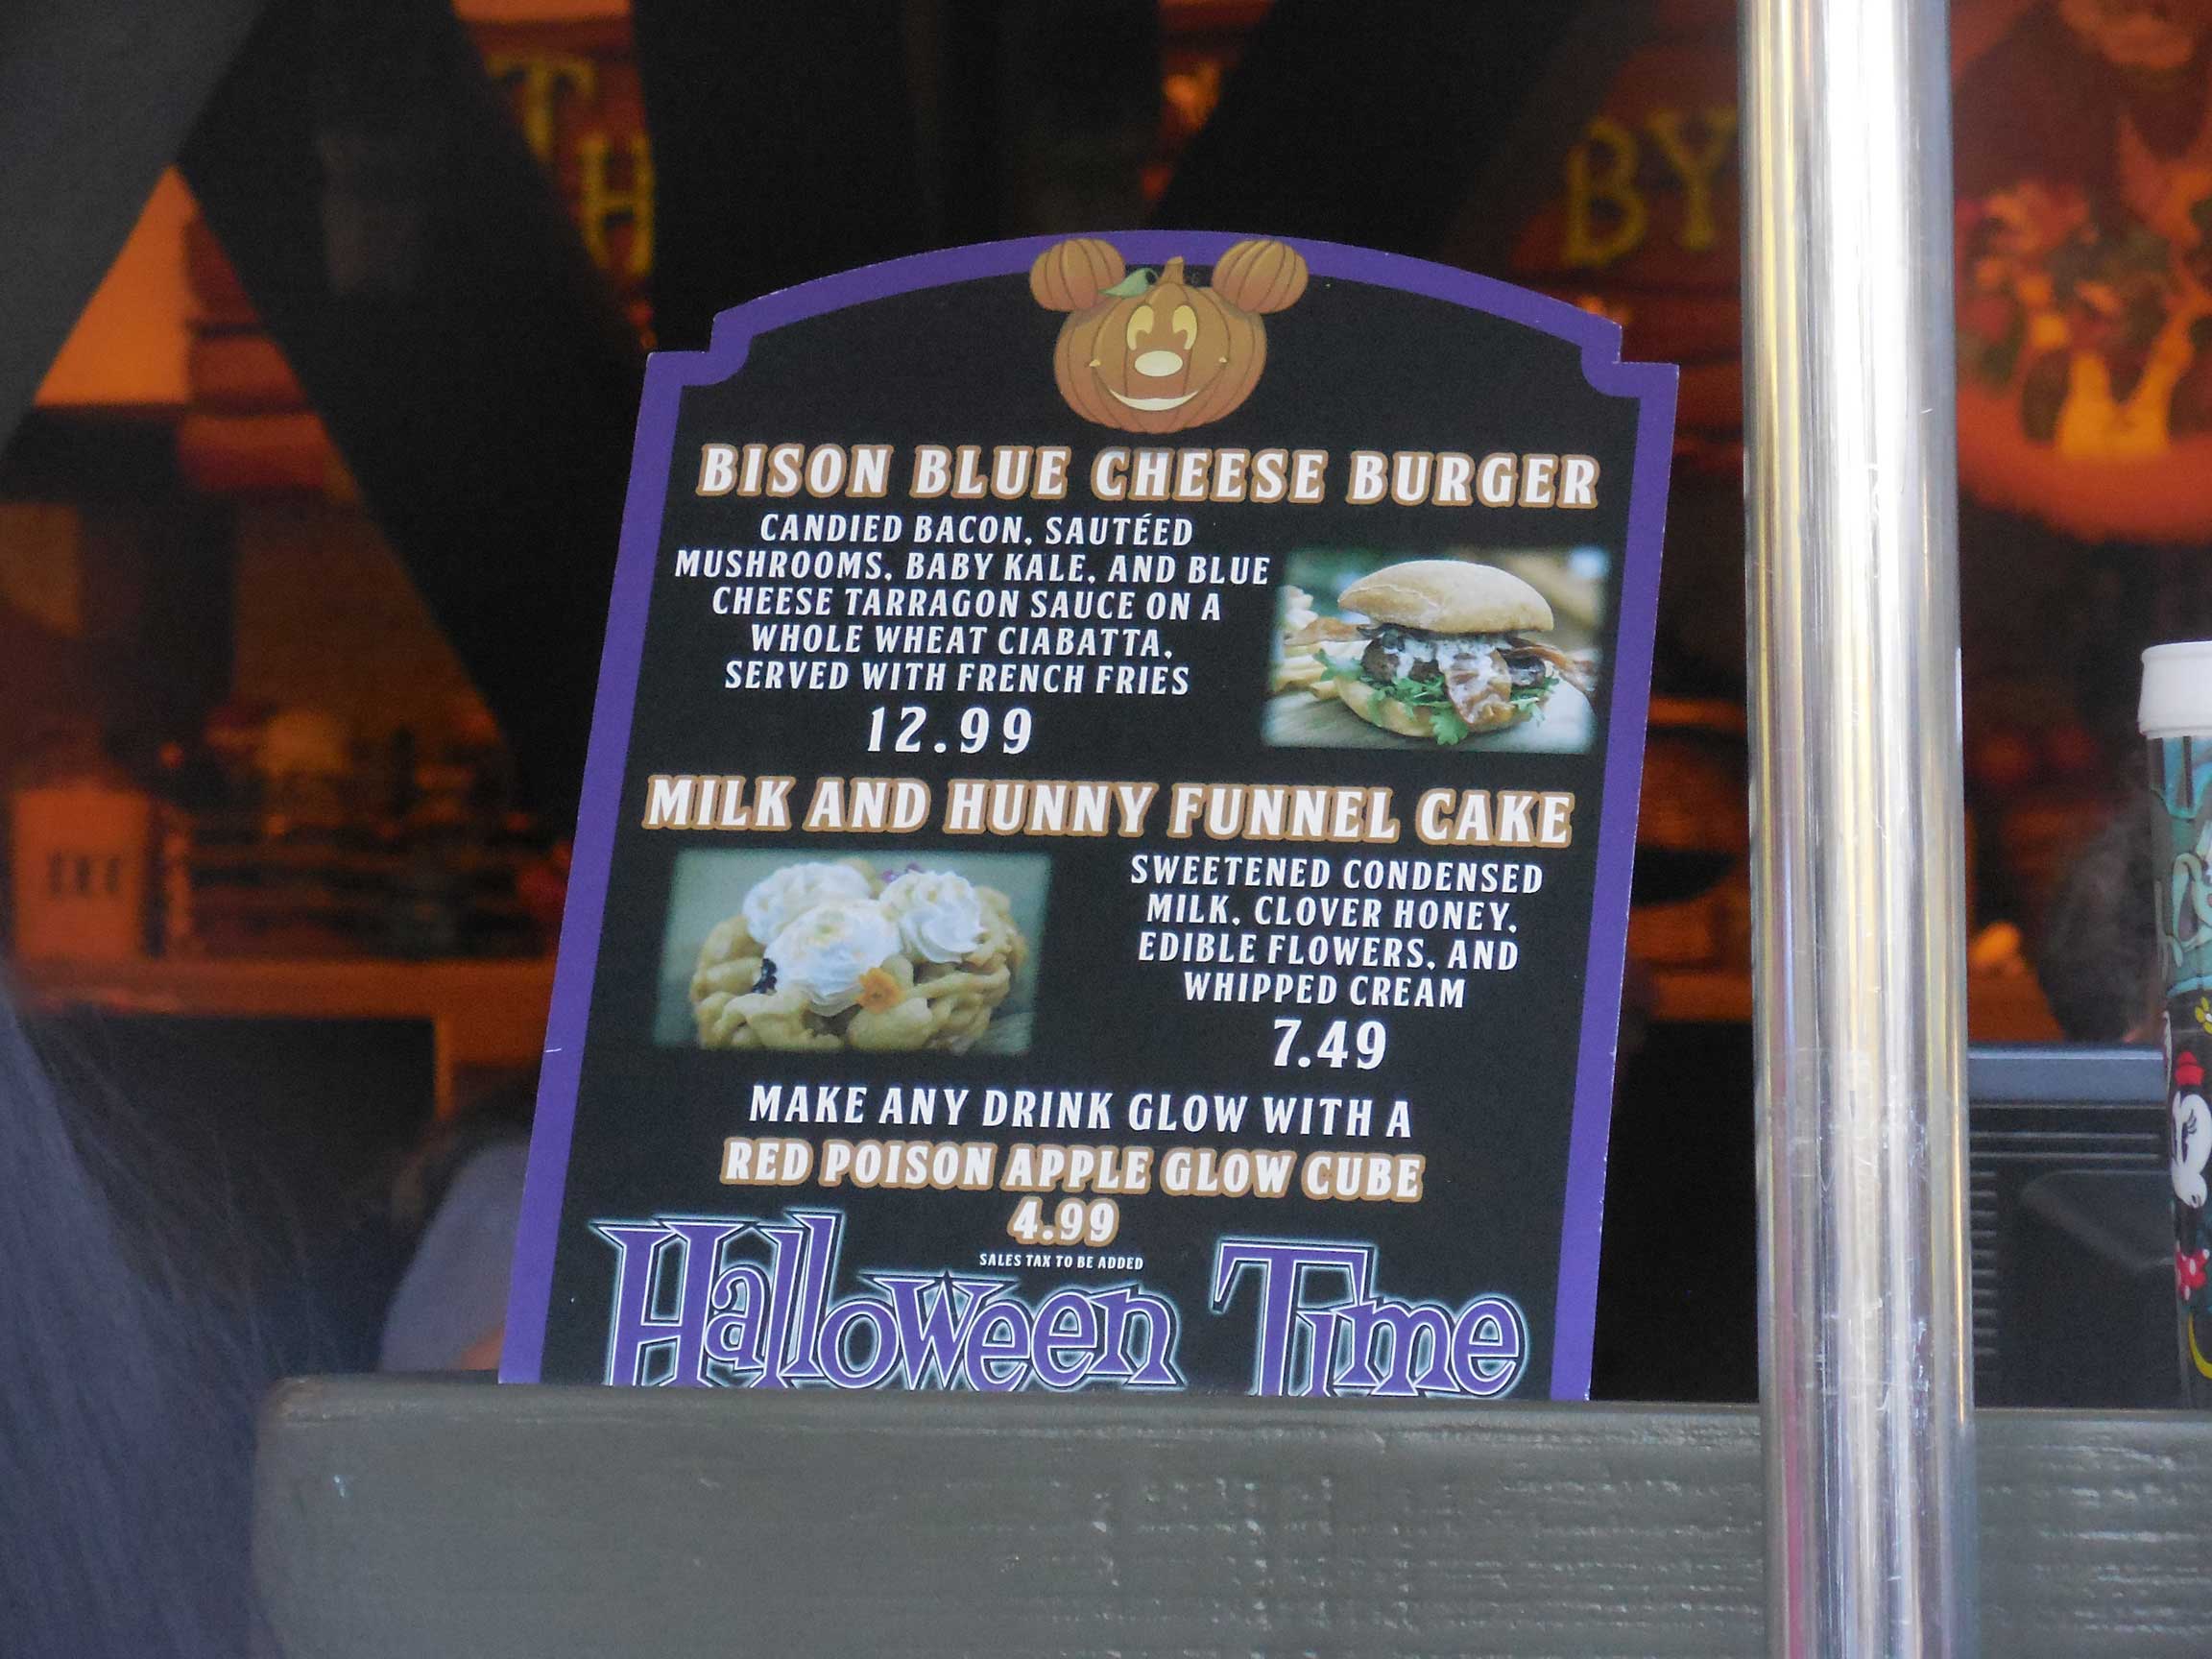 TH
BY
BISON BLUE CHEESE BURGER
CANDIED BACON, SAUTÉED
MUSHROOMS, BABY KALE, AND BLUE
CHEESE TARRAGON SAUCE ON A
WHOLE WHEAT CIABATTA,
SERVED WITH FRENCH FRIES
12.99
MILK AND HUNNY FUNNEL CAKE
SWEETENED CONDENSED
MILK, CLOVER HONEY,
EDIBLE FLOWERS, AND
WHIPPED CREAM
7.49
MAKE ANY DRINK GLOW WITH A
RED POISON APPLE GLOW CUBE
4.99
SALES TAX TO BE ADDED
Halloween Time